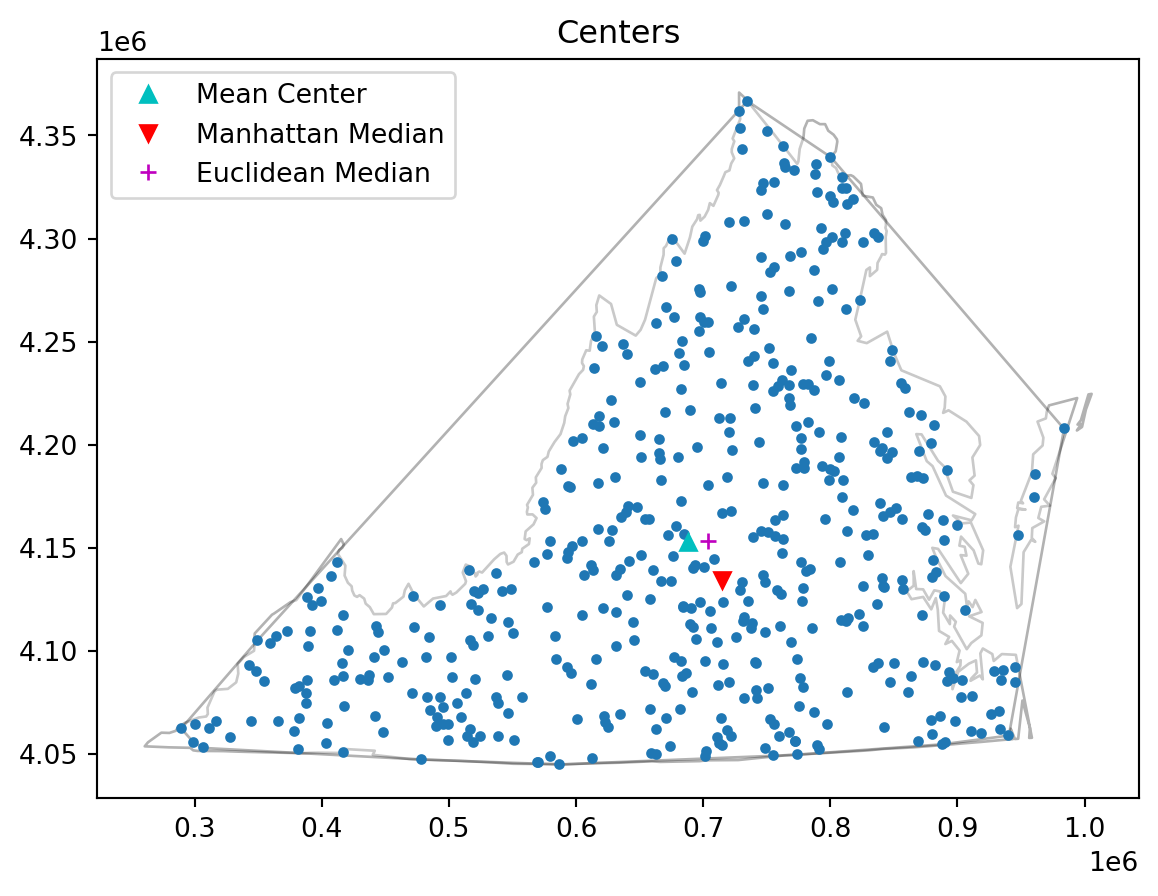 Centers
1e6
Mean Center
Manhattan Median
Euclidean Median
4.35
4.30
4.25
4.20
4.15
4.10
4.05
0.3 0.4 0.5 0.6 0.7 0.8 0.9 1.0
1e6